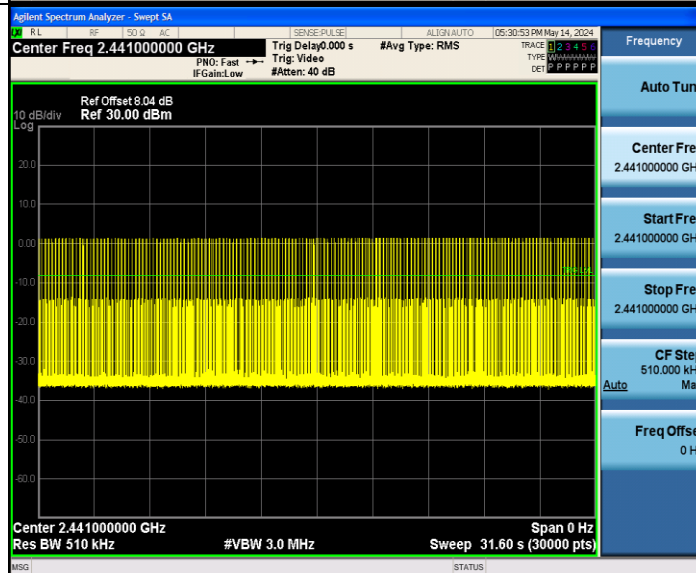 Agilent Spectrum Analyzer - Swept SA
RL RF 50 Ω AC SENSE:PULSE ALIGN AUTO 05:30:53 PM May 14, 2024
Center Freq 2.441000000 GHz
PNO: Fast
IFGain:Low
Trig Delay0.000 s
Trig: Video
#Atten: 40 dB
#Avg Type: RMS
TRACE 1 2 3 4 5 6
TYPE
DET P P P P P P
Ref Offset 8.04 dB
10 dB/div Ref 30.00 dBm
Log
20.0
10.0
0.00
-10.0
-20.0
-30.0
-40.0
-50.0
-60.0
Center 2.441000000 GHz Span 0 Hz
Res BW 510 kHz #VBW 3.0 MHz Sweep 31.60 s (30000 pts)
MSG STATUS
Frequency
Auto Tun
Center Fre
2.441000000 GH
Start Fre
2.441000000 GH
Stop Fre
2.441000000 GH
CF Ste
510.000 kH
Auto Ma
Freq Offse
0 H